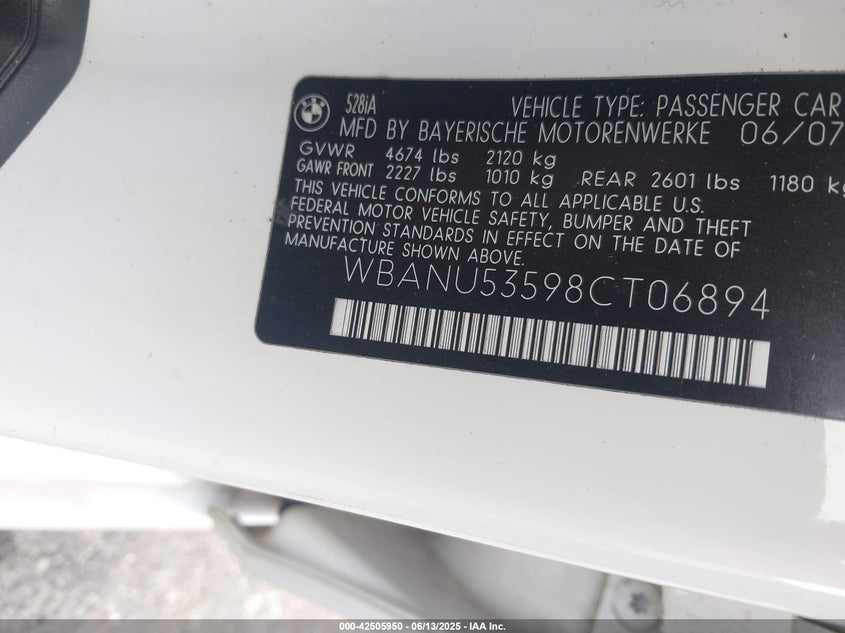 528iA
VEHICLE TYPE: PASSENGER CAR
MFD BY BAYERISCHE MOTORENWERKE 06/07
GVWR 4674 lbs 2120 kg
GAWR FRONT 2227 lbs 1010 kg REAR 2601 lbs 1180 kg
THIS VEHICLE CONFORMS TO ALL APPLICABLE U.S.
FEDERAL MOTOR VEHICLE SAFETY, BUMPER AND THEFT
PREVENTION STANDARDS IN EFFECT ON THE DATE OF
MANUFACTURE SHOWN ABOVE.
WBANU53598CT06894
000-42505950 - 06/13/2025 - IAA Inc.